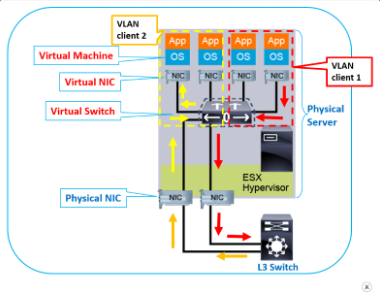 VLAN
client 2
App
App
App
App
OS
OS
OS
OS
NIC
NIC
NIC
NIC
Virtual Machine
Virtual NIC
Virtual Switch
VLAN
client 1
Physical
Server
ESX
Hypervisor
Physical NIC
NIC
NIC
L3 Switch